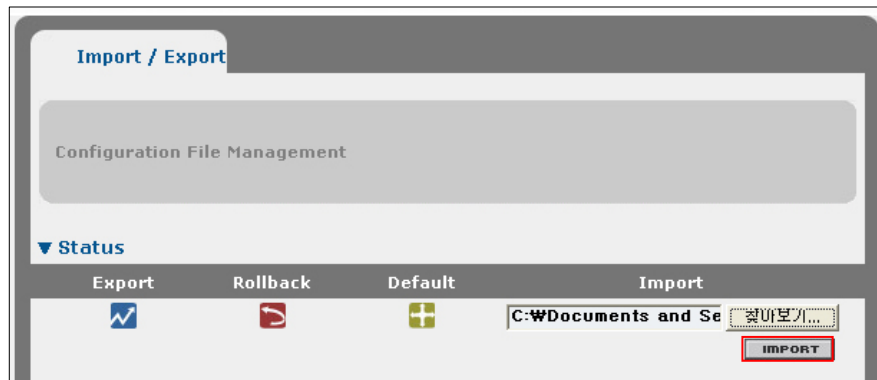 Import / Export
Configuration File Management
▼ Status
Export Rollback Default Import
C:₩Documents and Se 찾아보기...
IMPORT